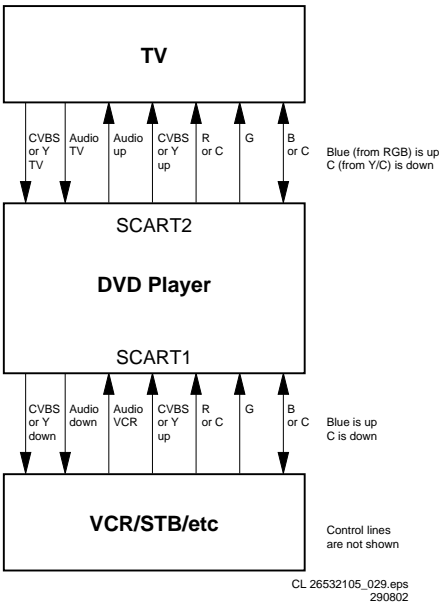 TV
CVBS
or Y
TV
Audio
TV
Audio
up
CVBS
or Y
up
R
or C
G
B
or C
Blue (from RGB) is up
C (from Y/C) is down
SCART2
DVD Player
SCART1
CVBS
or Y
down
Audio
down
Audio
VCR
CVBS
or Y
up
R
or C
G
B
or C
Blue is up
C is down
VCR/STB/etc
Control lines
are not shown
CL 26532105_029.eps
290802